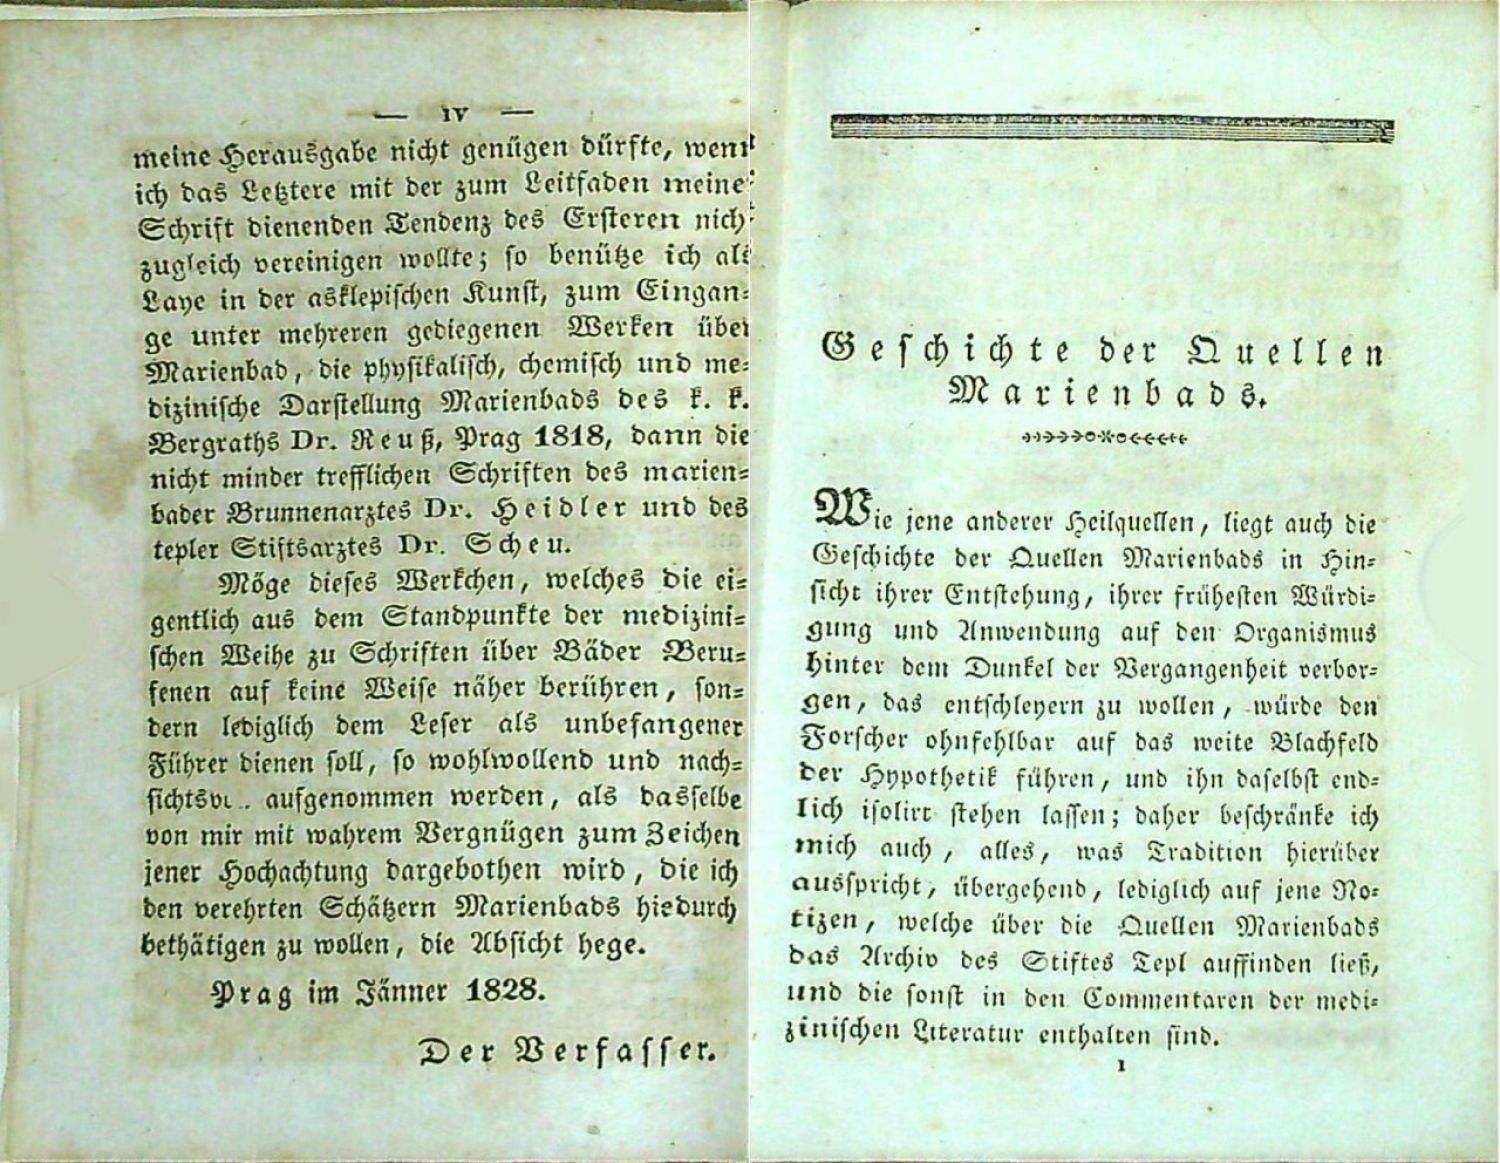 — IV —
meine Herausgabe nicht genügen dürfte, wenn
ich das Letztere mit der zum Leitfaden meine
Schrift dienenden Tendenz des Ersteren nich
zugleich vereinigen wollte; so benütze ich als
Laye in der asklepischen Kunst, zum Eingan-
ge unter mehreren gediegenen Werken über
Marienbad, die physikalisch, chemisch und me-
dizinische Darstellung Marienbads des k. k.
Bergraths Dr. Reuß, Prag 1818, dann die
nicht minder trefflichen Schriften des marien-
bader Brunnenarztes Dr. Heidler und des
tepler Stiftsarztes Dr. Scheu.
Möge dieses Werkchen, welches die ei-
gentlich aus dem Standpunkte der medizini-
schen Weihe zu Schriften über Bäder Beru-
fenen auf keine Weise näher berühren, son-
dern lediglich dem Leser als unbefangener
Führer dienen soll, so wohlwollend und nach-
aufgenommen werden, als dasselbe
von mir mit wahrem Vergnügen zum Zeichen
jener Hochachtung dargebothen wird, die ich
den verehrten Schätzern Marienbads hiedurch
bethätigen zu wollen, die Absicht hege.
Prag im Jänner 1828.
Der Verfasser.
Geschichte der Quellen
Marienbads.
Wie jene anderer Heilquellen, liegt auch die
Geschichte der Quellen Marienbads in Hin-
sicht ihrer Entstehung, ihrer frühesten Würdi-
gung und Anwendung auf den Organismus
hinter dem Dunkel der Vergangenheit verbor-
gen, das entschleyern zu wollen, würde den
Forscher ohnfehlbar auf das weite Blachfeld
der Hypothetik führen, und ihn daselbst end-
lich isolirt stehen lassen; daher beschränke ich
mich auch, alles, was Tradition hierüber
ausspricht, übergehend, lediglich auf jene No-
tizen, welche über die Quellen Marienbads
das Archiv des Stiftes Tepl auffinden ließ,
und die sonst in den Commentaren der medi-
zinischen Literatur enthalten sind.
1